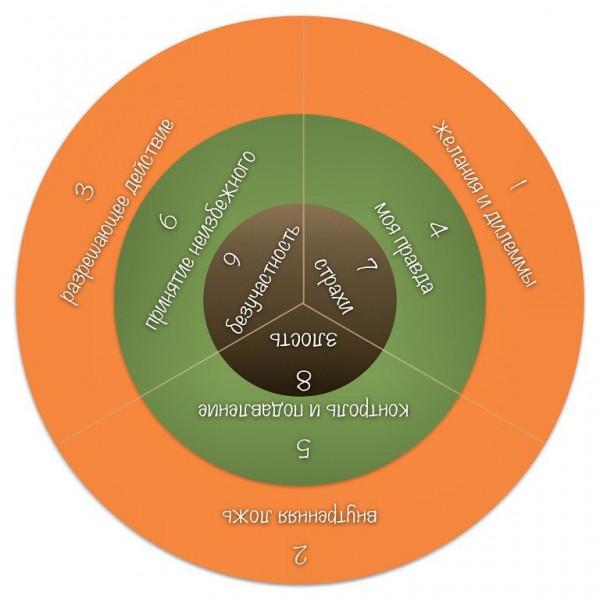 1
Желания и дилеммы
2
внутренняя ложь
3
разрешающее действие
4
моя правда
5
контроль и подавление
6
принятие неизбежного
7
страхи
8
злость
9
безучастность